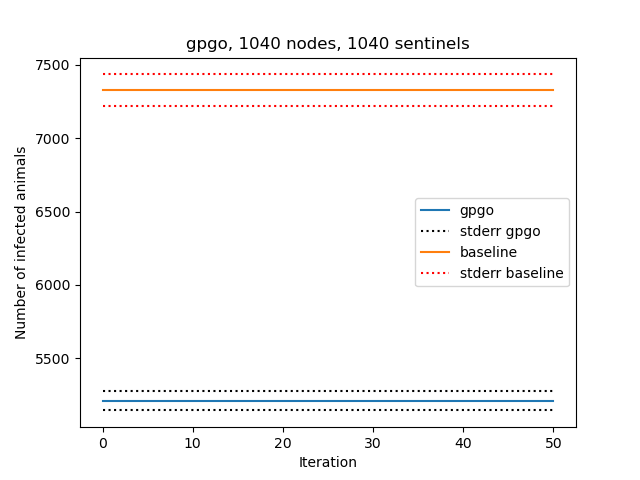 gpgo, 1040 nodes, 1040 sentinels
7500
7000
6500
6000
5500
Number of infected animals
gpgo
stderr gpgo
baseline
stderr baseline
0 10 20 30 40 50
Iteration